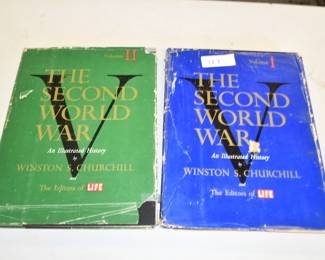 Volume II
THE
SECOND
WORLD
WAR
V
An Illustrated History
by
WINSTON S. CHURCHILL
The Editors of LIFE
Volume I
THE
SECOND
WORLD
WAR
V
An Illustrated History
by
WINSTON S. CHURCHILL
The Editors of LIFE